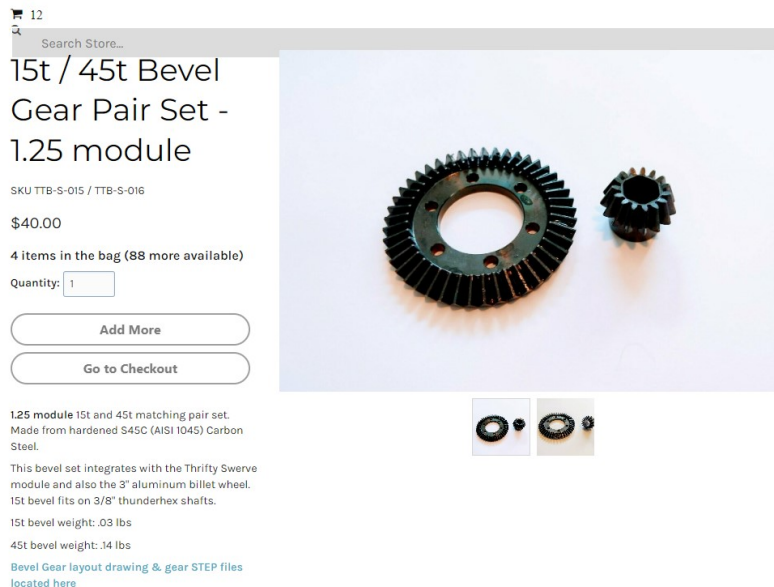 12
Search Store...
15t / 45t Bevel
Gear Pair Set -
1.25 module
SKU TTB-S-015 / TTB-S-016
$40.00
4 items in the bag (88 more available)
Quantity: 1
Add More
Go to Checkout
1.25 module 15t and 45t matching pair set.
Made from hardened S45C (AISI 1045) Carbon
Steel.
This bevel set integrates with the Thrifty Swerve
module and also the 3" aluminum billet wheel.
15t bevel fits on 3/8" thunderhex shafts.
15t bevel weight: .03 lbs
45t bevel weight: .14 lbs
Bevel Gear layout drawing & gear STEP files
located here